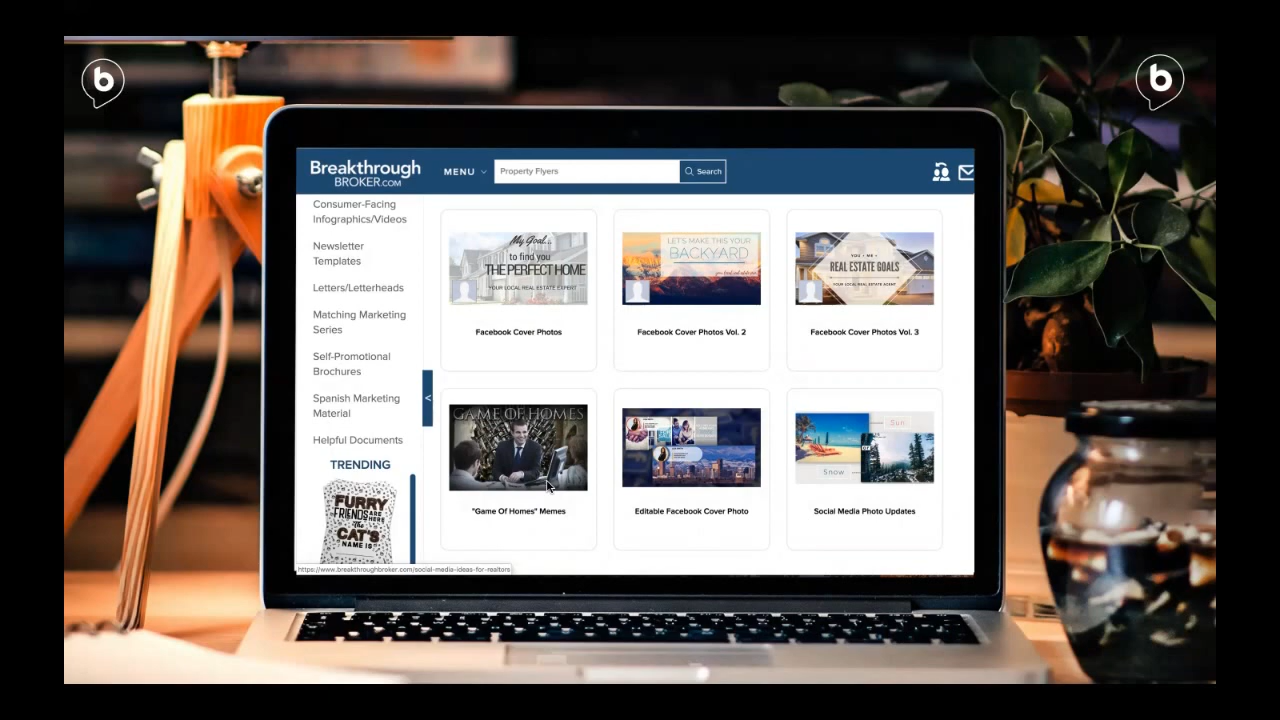 b
b
Breakthrough
BROKER.COM
MENU
Property Flyers
Search
Consumer-Facing
Infographics/Videos
Newsletter
Templates
Letters/Letterheads
Matching Marketing
Series
Self-Promotional
Brochures
Spanish Marketing
Material
Helpful Documents
TRENDING
FURRY
FRIENDS ARE HERE
The
CAT'S
NAME IS
<
My Goal...
to find you
THE PERFECT HOME
YOUR LOCAL REAL ESTATE EXPERT
Facebook Cover Photos
LET'S MAKE THIS YOUR
BACKYARD
Facebook Cover Photos Vol. 2
YOU + ME =
REAL ESTATE GOALS
YOUR LOCAL REAL ESTATE AGENT
Facebook Cover Photos Vol. 3
GAME OF HOMES
"Game Of Homes" Memes
Editable Facebook Cover Photo
Sun
Snow
Social Media Photo Updates
https://www.breakthroughbroker.com/social-media-ideas-for-realtors